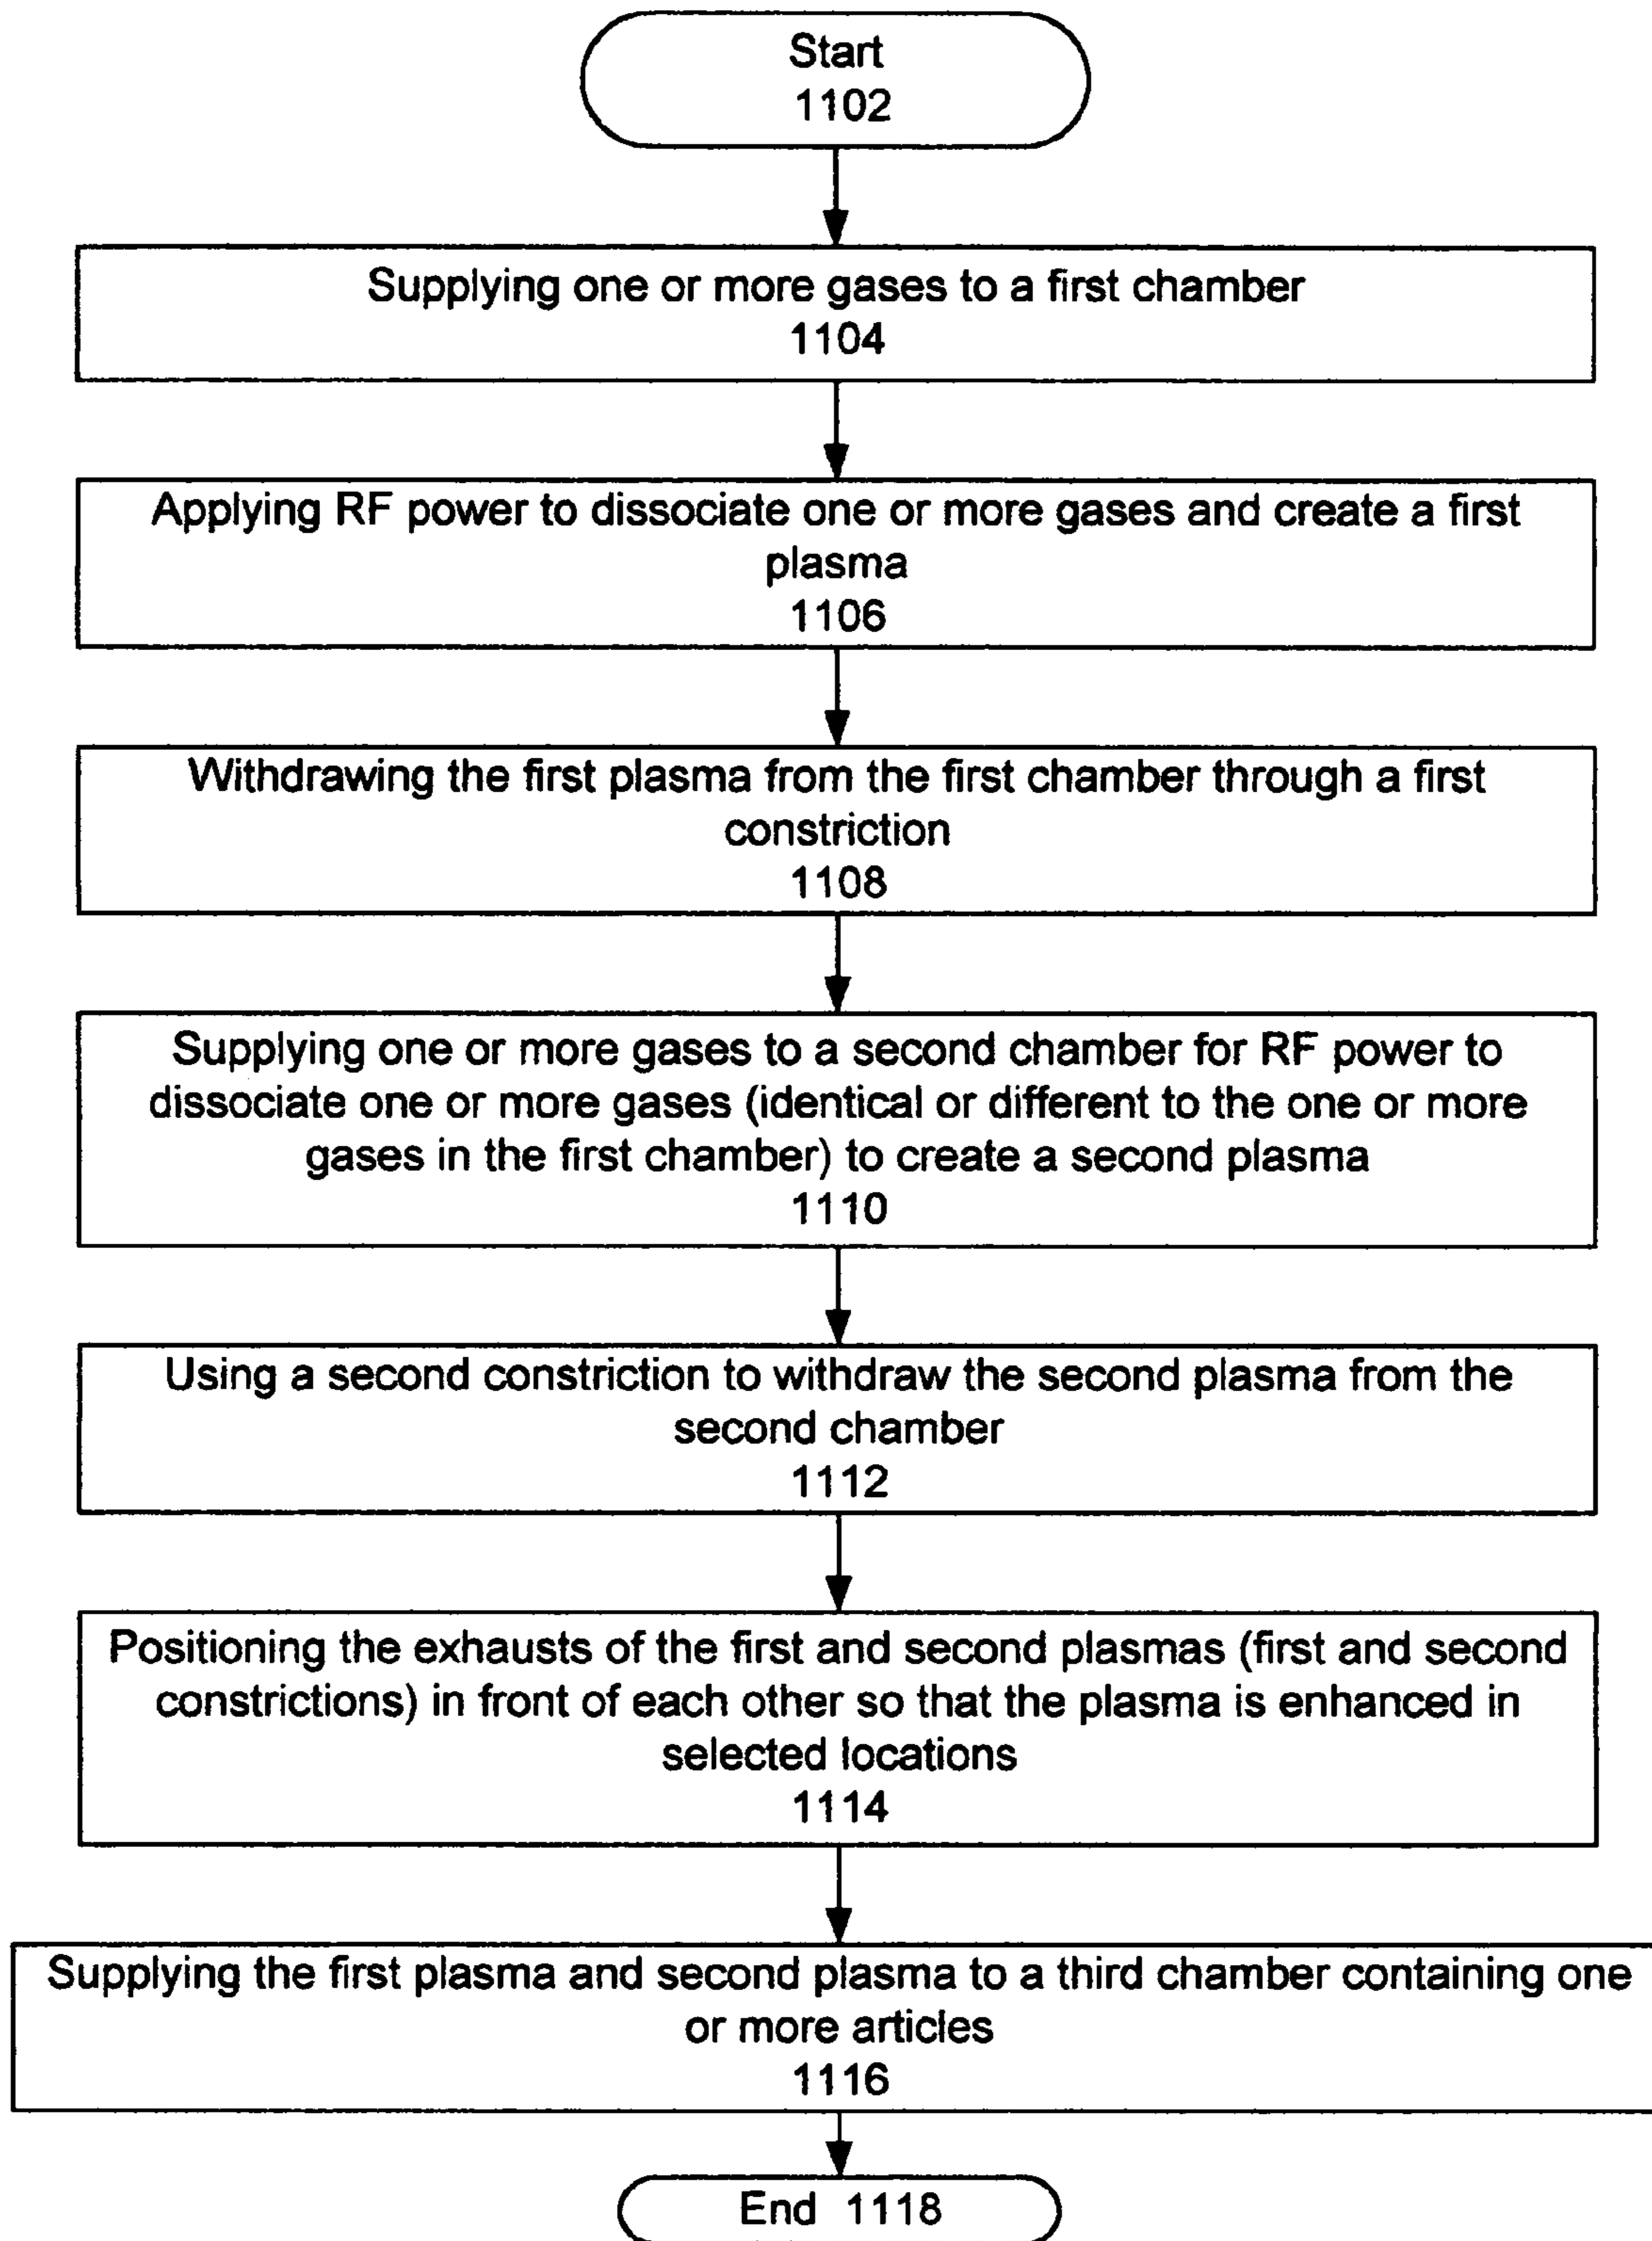 Start
1102
Supplying one or more gases to a first chamber
1104
Applying RF power to dissociate one or more gases and create a first
plasma
1106
Withdrawing the first plasma from the first chamber through a first
constriction
1108
Supplying one or more gases to a second chamber for RF power to
dissociate one or more gases (identical or different to the one or more
gases in the first chamber) to create a second plasma
1110
Using a second constriction to withdraw the second plasma from the
second chamber
1112
Positioning the exhausts of the first and second plasmas (first and second
constrictions) in front of each other so that the plasma is enhanced in
selected locations
1114
Supplying the first plasma and second plasma to a third chamber containing one
or more articles
1116
End 1118